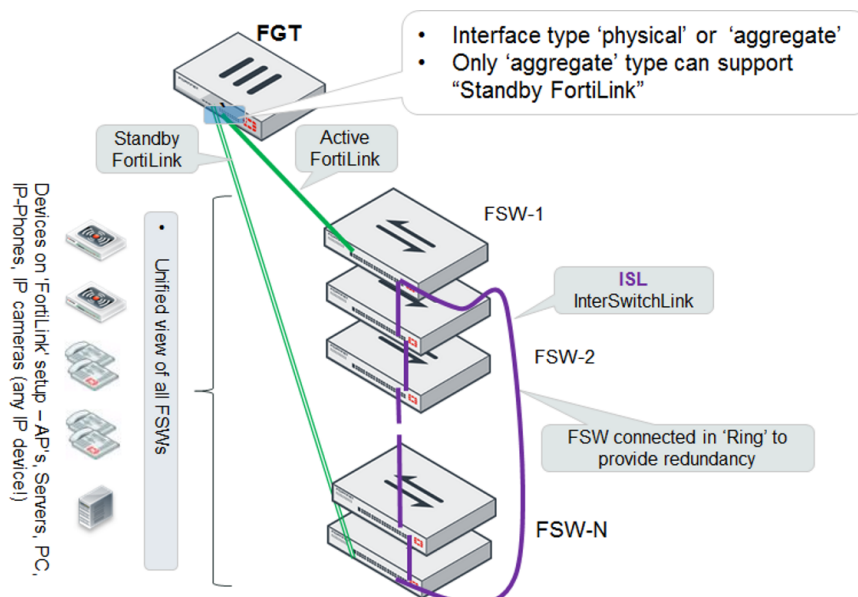 FGT
• Interface type 'physical' or 'aggregate'
• Only 'aggregate' type can support
"Standby FortiLink"
Standby
FortiLink
Active
FortiLink
FSW-1
ISL
InterSwitchLink
FSW-2
FSW connected in 'Ring' to
provide redundancy
FSW-N
• Unified view of all FSWs
Devices on 'FortiLink' setup – AP's, Servers, PC,
IP-Phones, IP cameras (any IP device!)